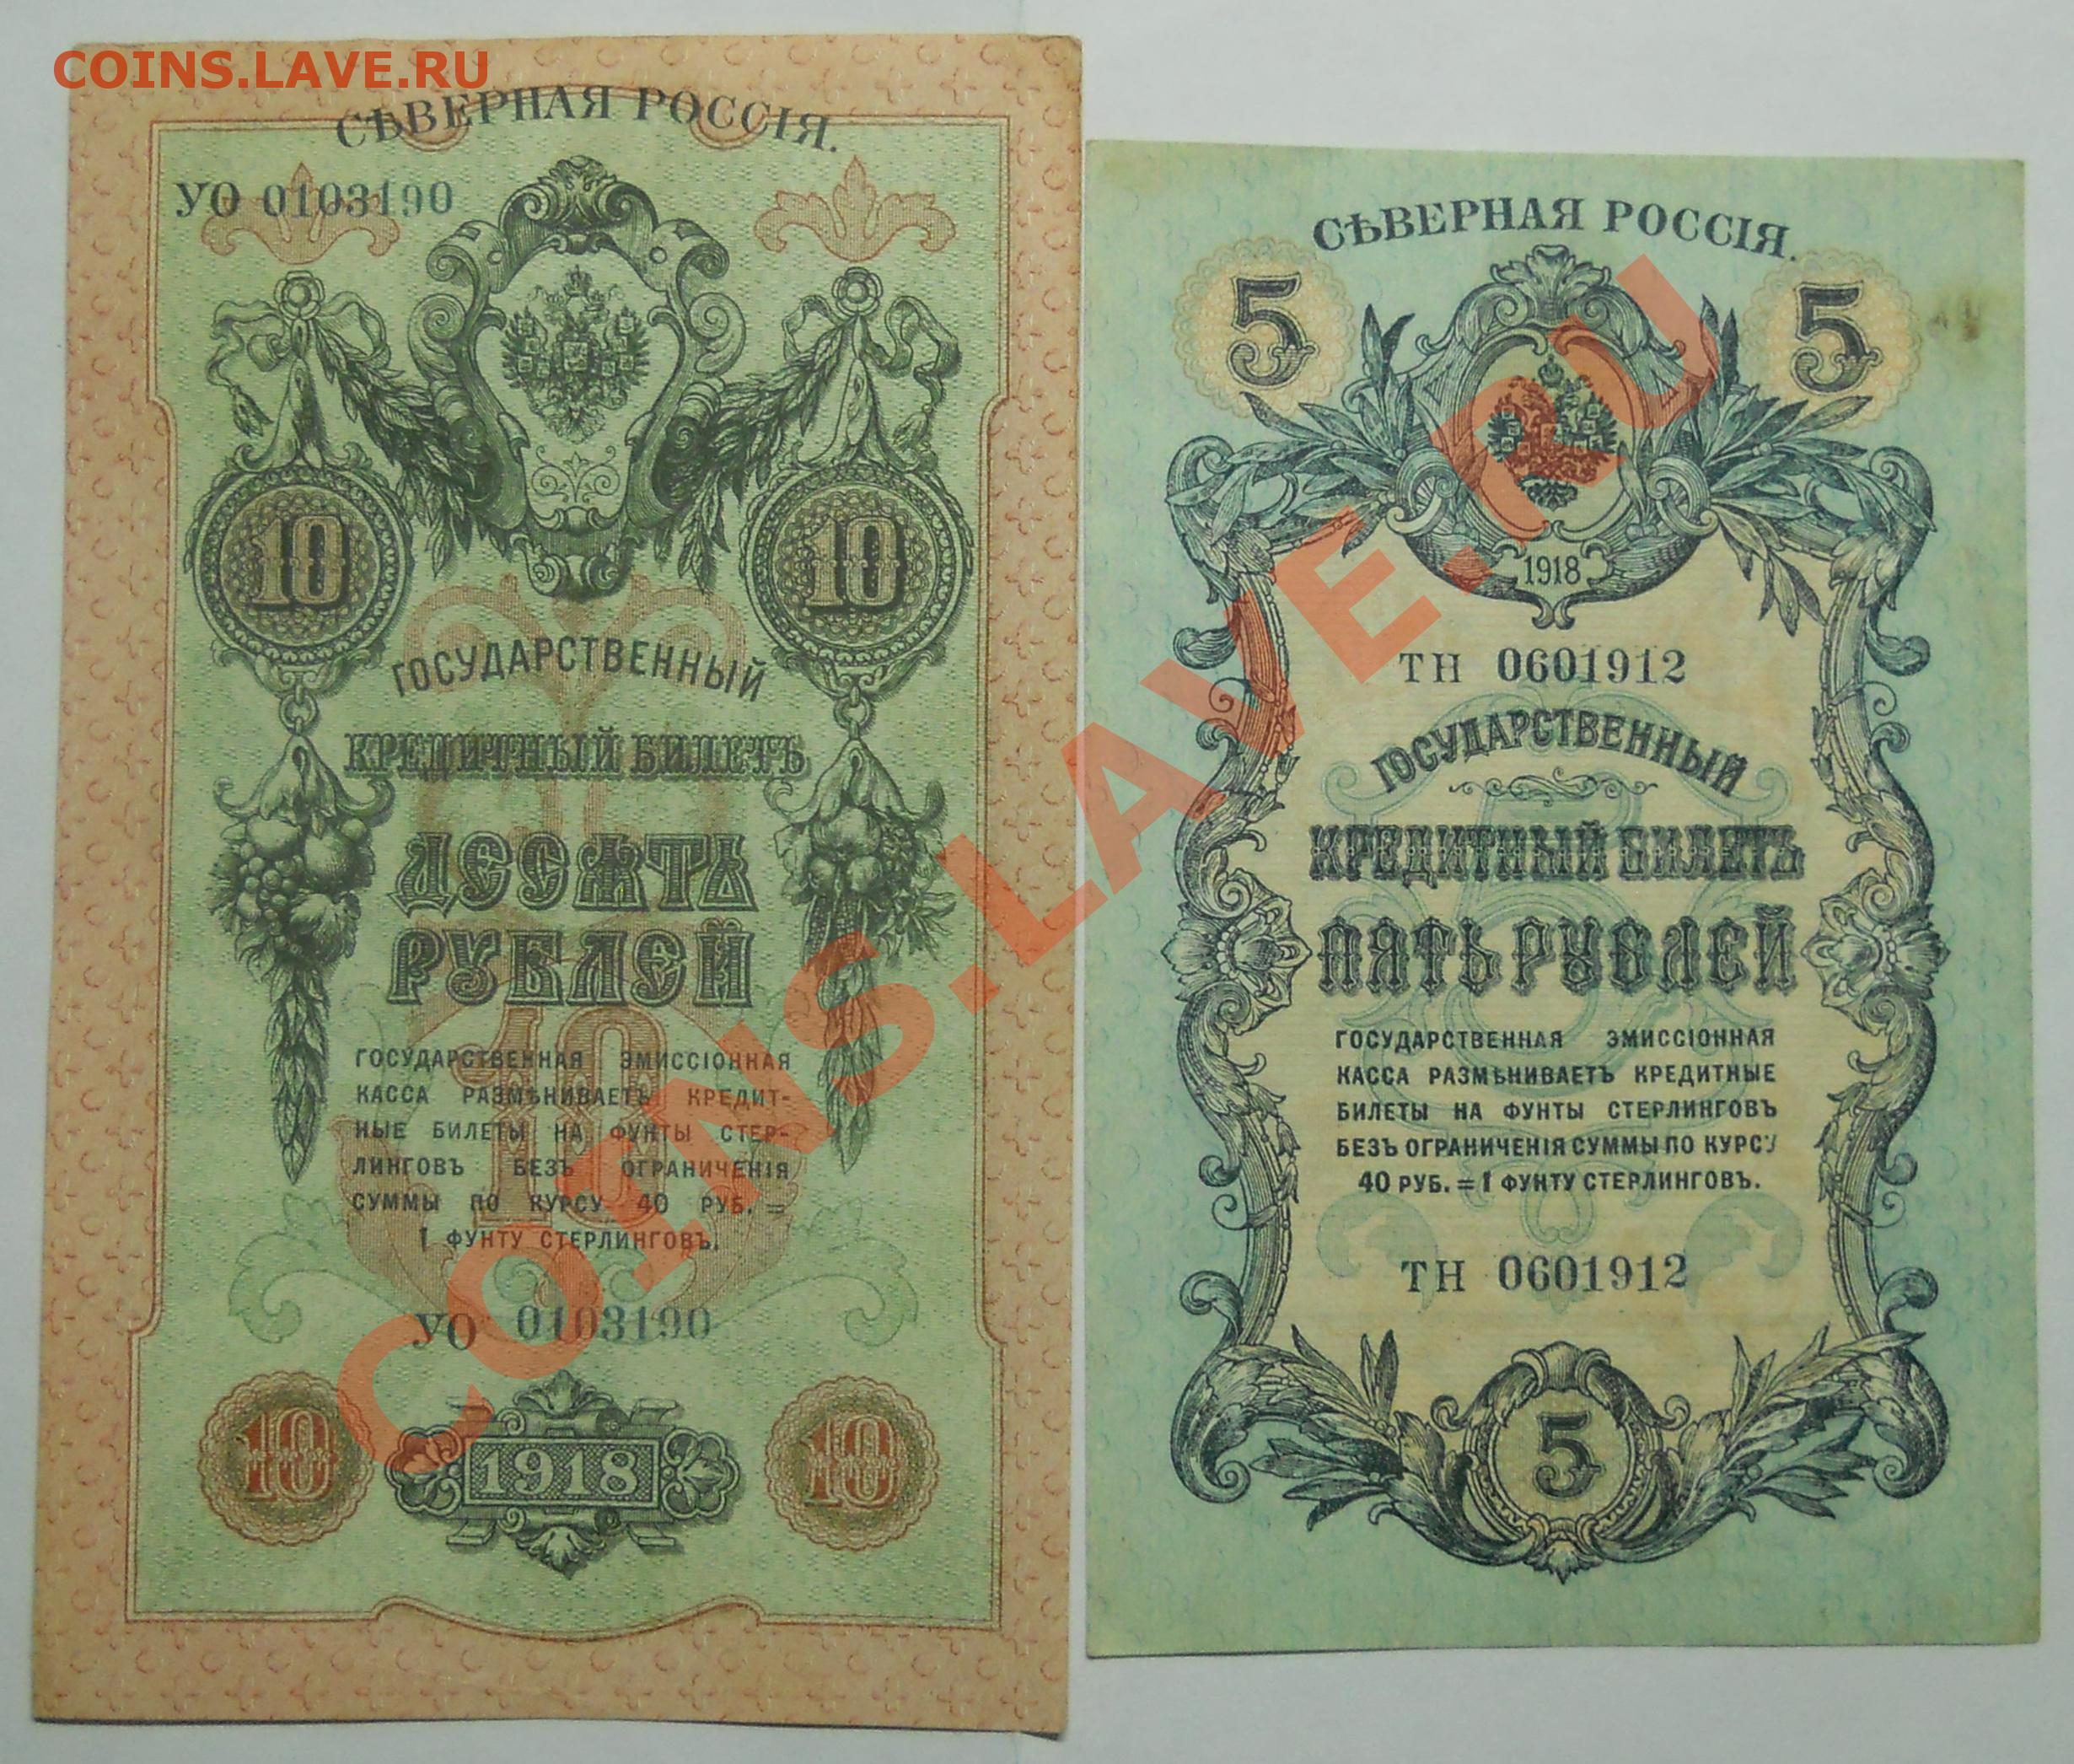 COINS.LAVE.RU
СѢВЕРНАЯ РОССІЯ.
УО 0103190
10 10
ГОСУДАРСТВЕННЫЙ
КРЕДИТНЫЙ БИЛЕТЪ
ДЕСЯТЬ
РУБЛЕЙ
10
ГОСУДАРСТВЕННАЯ ЭМИССІОННАЯ
КАССА РАЗМѢНИВАЕТЪ КРЕДИТ-
НЫЕ БИЛЕТЫ НА ФУНТЫ СТЕР-
ЛИНГОВЪ БЕЗЪ ОГРАНИЧЕНІЯ
СУММЫ ПО КУРСУ 40 РУБ. =
1 ФУНТУ СТЕРЛИНГОВЪ.
10
УО 0103190
10 1918 10
СѢВЕРНАЯ РОССІЯ.
5 5
1918
ТН 0601912
ГОСУДАРСТВЕННЫЙ
КРЕДИТНЫЙ БИЛЕТЪ
ПЯТЬ РУБЛЕЙ
5
ГОСУДАРСТВЕННАЯ ЭМИССІОННАЯ
КАССА РАЗМѢНИВАЕТЪ КРЕДИТНЫЕ
БИЛЕТЫ НА ФУНТЫ СТЕРЛИНГОВЪ
БЕЗЪ ОГРАНИЧЕНІЯ СУММЫ ПО КУРСУ
40 РУБ. = 1 ФУНТУ СТЕРЛИНГОВЪ.
ТН 0601912
5
COINS.LAVE.RU